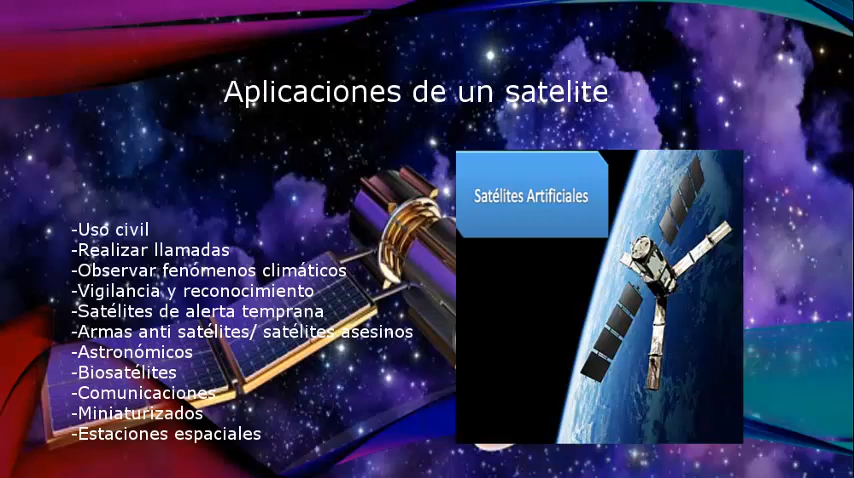 Aplicaciones de un satelite
Satélites Artificiales
-Uso civil
-Realizar llamadas
-Observar fenómenos climáticos
-Vigilancia y reconocimiento
-Satélites de alerta temprana
-Armas anti satélites/ satélites asesinos
-Astronómicos
-Biosatélites
-Comunicaciones
-Miniaturizados
-Estaciones espaciales